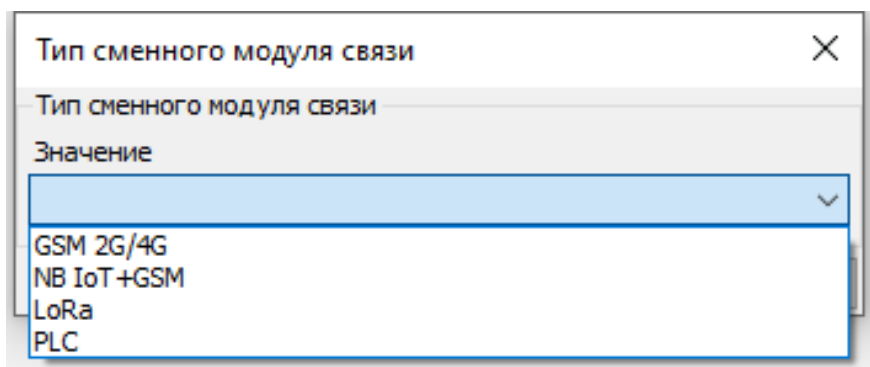 Тип сменного модуля связи
Тип сменного модуля связи
Значение
GSM 2G/4G
NB IoT+GSM
LoRa
PLC